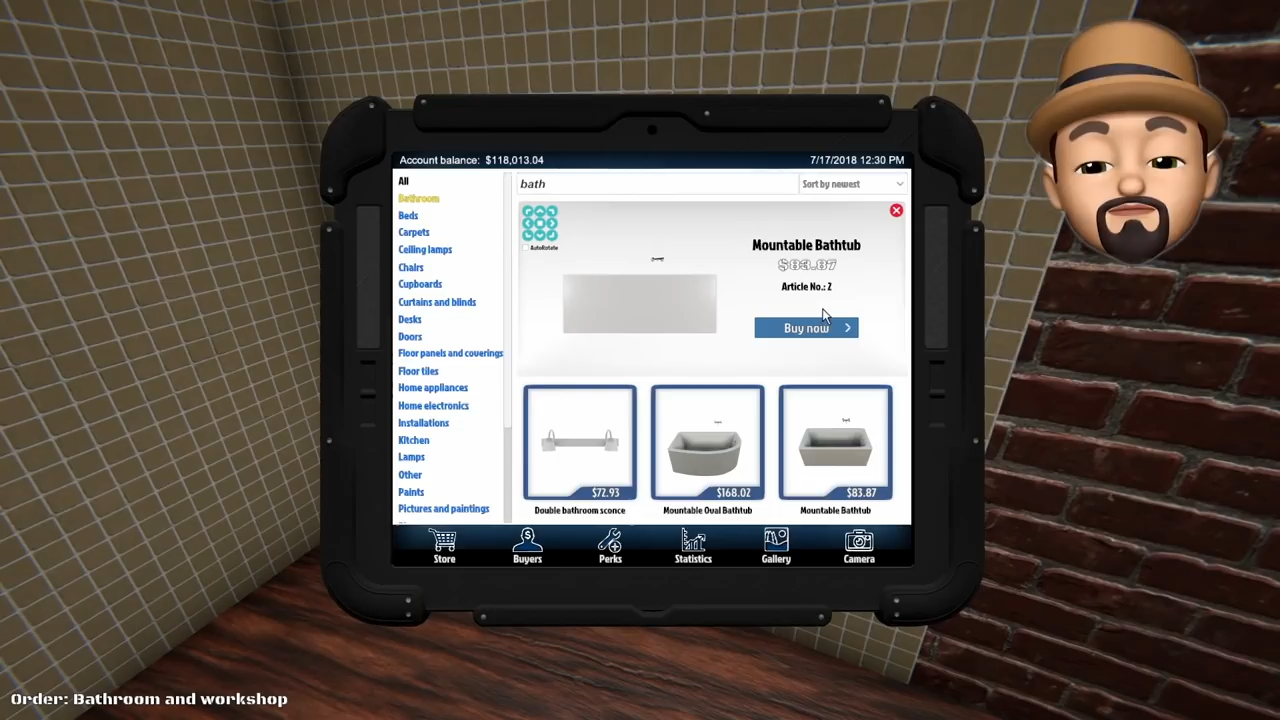 Account balance: $118,013.04
7/17/2018 12:30 PM
All
Bathroom
Beds
Carpets
Ceiling lamps
Chairs
Cupboards
Curtains and blinds
Desks
Doors
Floor panels and coverings
Floor tiles
Home appliances
Home electronics
Installations
Kitchen
Lamps
Other
Paints
Pictures and paintings
bath
Sort by newest
AutoRotate
Mountable Bathtub
$83.87
Article No.: 2
Buy now
$72.93
$168.02
$83.87
Double bathroom sconce
Mountable Oval Bathtub
Mountable Bathtub
Store
Buyers
Perks
Statistics
Gallery
Camera
Order: Bathroom and workshop